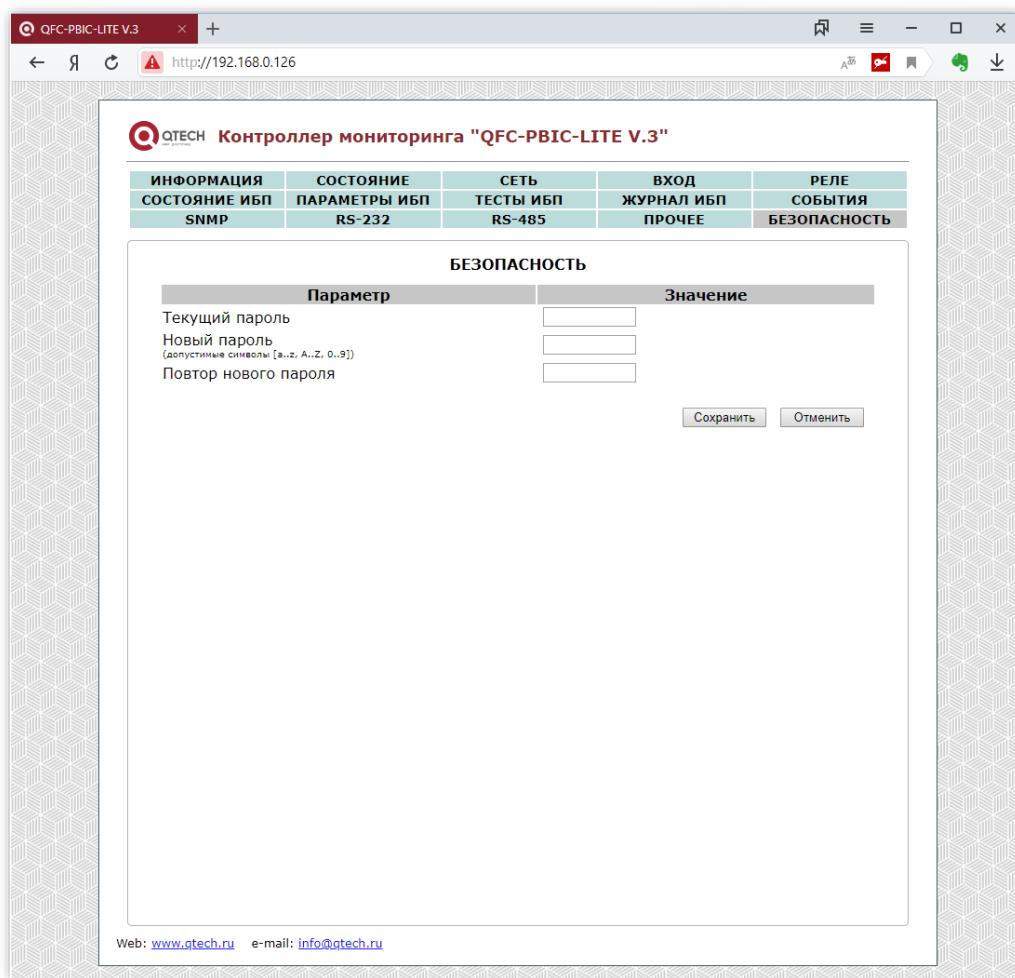 QFC-PBIC-LITE V.3
Я http://192.168.0.126
QTECH Контроллер мониторинга "QFC-PBIC-LITE V.3"
ИНФОРМАЦИЯ СОСТОЯНИЕ СЕТЬ ВХОД РЕЛЕ
СОСТОЯНИЕ ИБП ПАРАМЕТРЫ ИБП ТЕСТЫ ИБП ЖУРНАЛ ИБП СОБЫТИЯ
SNMP RS-232 RS-485 ПРОЧЕЕ БЕЗОПАСНОСТЬ
БЕЗОПАСНОСТЬ
Параметр Значение
Текущий пароль
Новый пароль
(допустимые символы [a..z, A..Z, 0..9])
Повтор нового пароля
Сохранить Отменить
Web: www.qtech.ru e-mail: info@qtech.ru